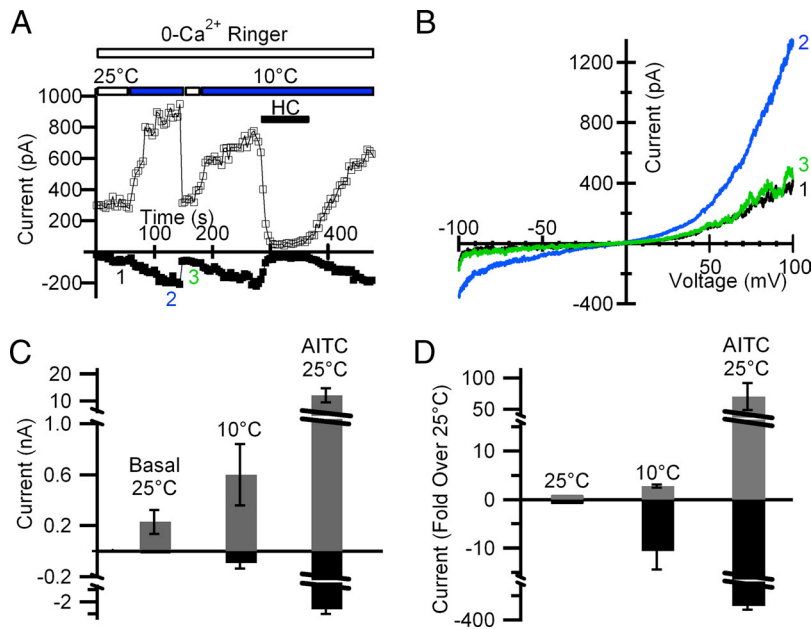 A
0-Ca²⁺ Ringer
25°C
10°C
HC
1000
800
600
400
200
-200
Current (pA)
Time (s)
100
200
400
1
2
3
B
1200
800
400
-400
Current (pA)
-100
-50
50
100
Voltage (mV)
2
3
1
C
20
10
1.0
0.6
0.2
-0.2
-2
Current (nA)
Basal
25°C
10°C
AITC
25°C
D
100
50
10
0
-10
-400
Current (Fold Over 25°C)
25°C
10°C
AITC
25°C